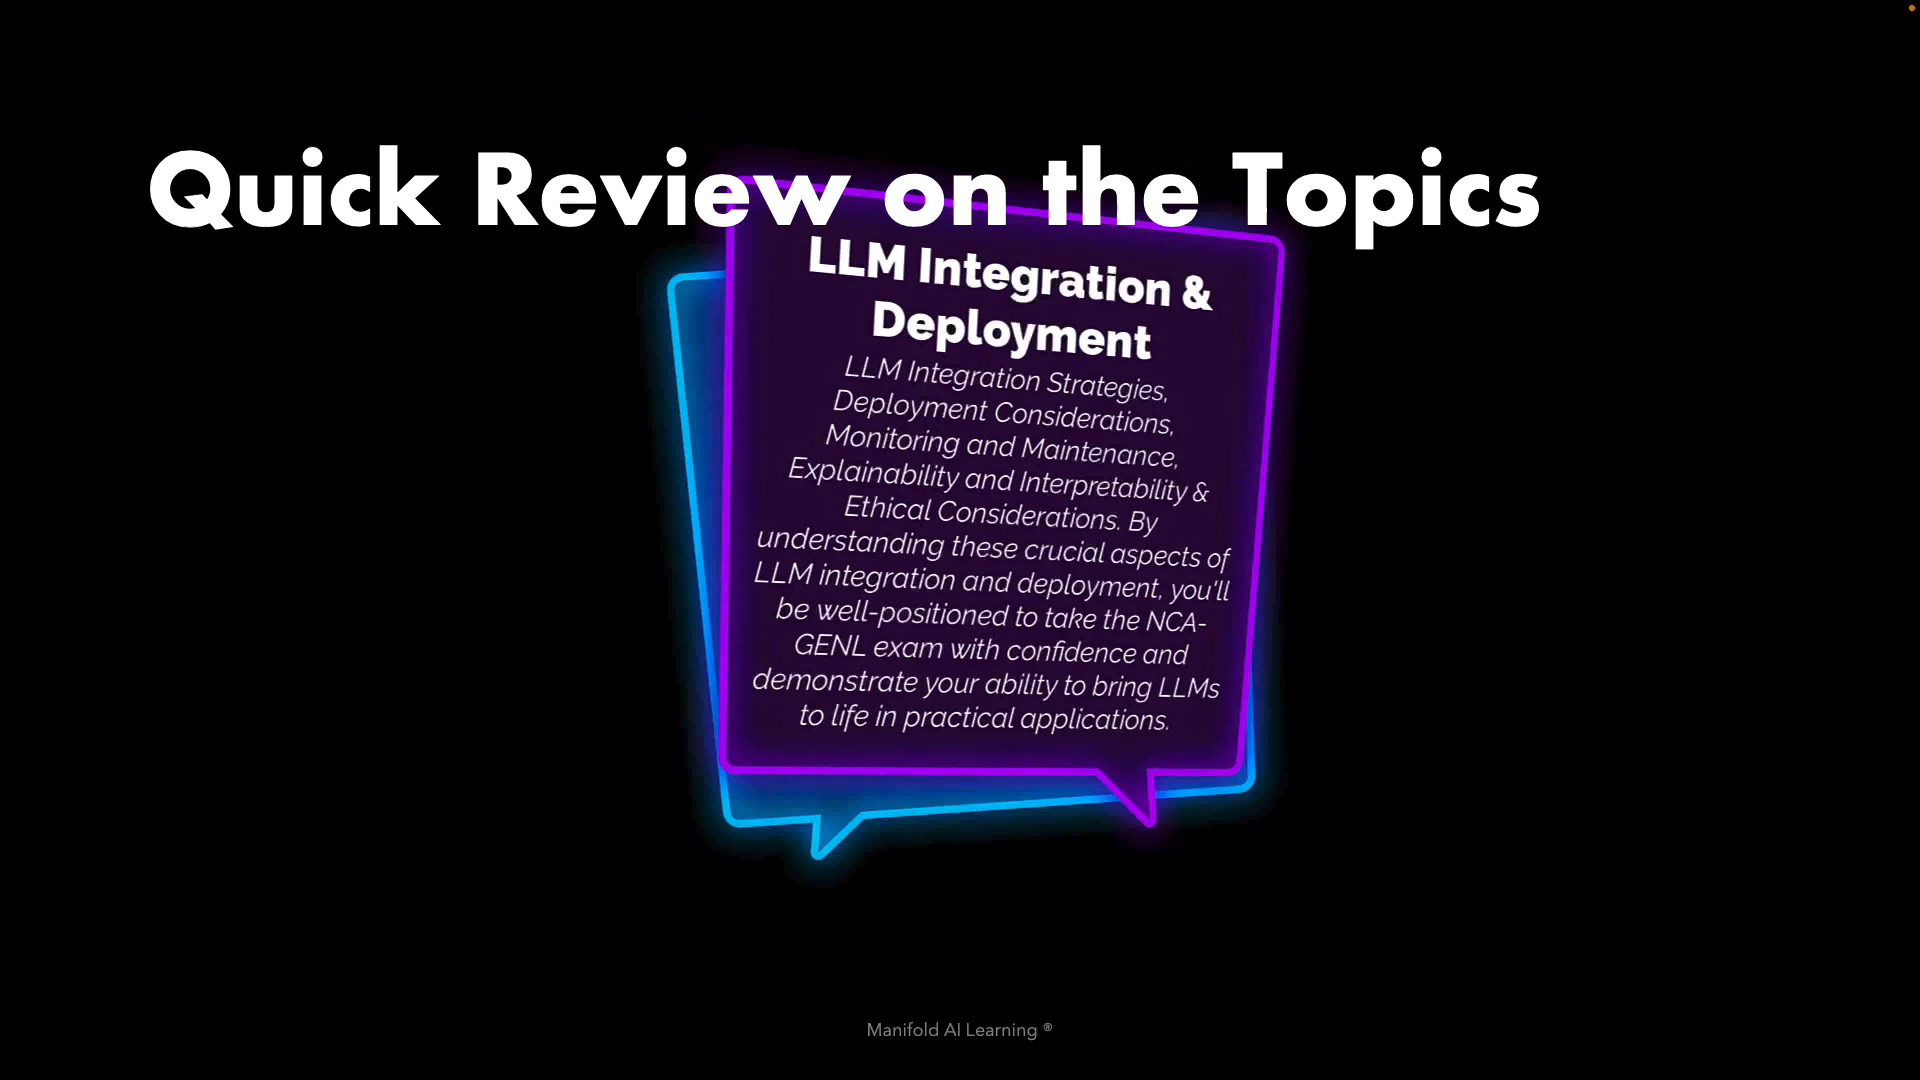 Quick Review on the Topics
LLM Integration &
Deployment
LLM Integration Strategies,
Deployment Considerations,
Monitoring and Maintenance,
Explainability and Interpretability &
Ethical Considerations. By
understanding these crucial aspects of
LLM integration and deployment, you'll
be well-positioned to take the NCA-
GENL exam with confidence and
demonstrate your ability to bring LLMs
to life in practical applications.
Manifold AI Learning ®